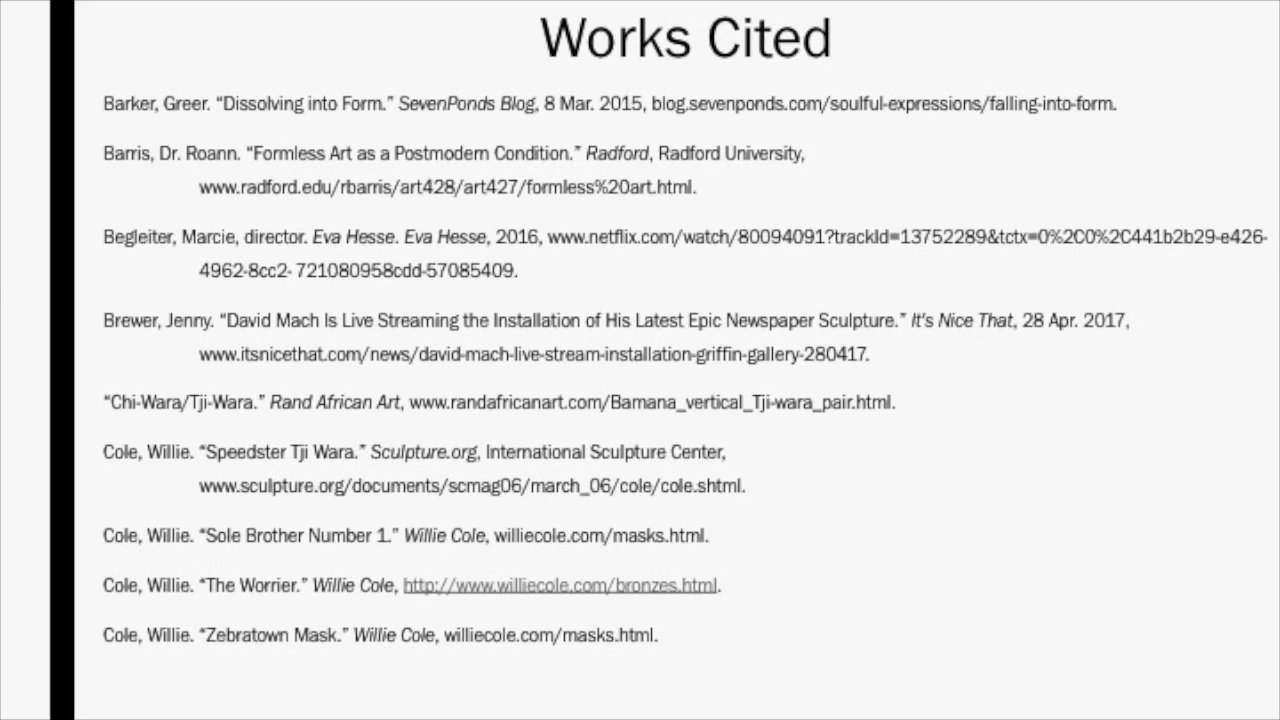 Works Cited
Barker, Greer. “Dissolving into Form.” SevenPonds Blog, 8 Mar. 2015, blog.sevenponds.com/soulful-expressions/falling-into-form.
Barris, Dr. Roann. “Formless Art as a Postmodern Condition.” Radford, Radford University,
www.radford.edu/rbarris/art428/art427/formless%20art.html.
Begleiter, Marcie, director. Eva Hesse. Eva Hesse, 2016, www.netflix.com/watch/80094091?trackId=13752289&tctx=0%2C0%2C441b2b29-e426-
4962-8cc2- 721080958cdd-57085409.
Brewer, Jenny. “David Mach Is Live Streaming the Installation of His Latest Epic Newspaper Sculpture.” It's Nice That, 28 Apr. 2017,
www.itsnicethat.com/news/david-mach-live-stream-installation-griffin-gallery-280417.
“Chi-Wara/Tji-Wara.” Rand African Art, www.randafricanart.com/Bamana_vertical_Tji-wara_pair.html.
Cole, Willie. “Speedster Tji Wara.” Sculpture.org, International Sculpture Center,
www.sculpture.org/documents/scmag06/march_06/cole/cole.shtml.
Cole, Willie. “Sole Brother Number 1.” Willie Cole, williecole.com/masks.html.
Cole, Willie. “The Worrier.” Willie Cole, http://www.williecole.com/bronzes.html.
Cole, Willie. “Zebratown Mask.” Willie Cole, williecole.com/masks.html.